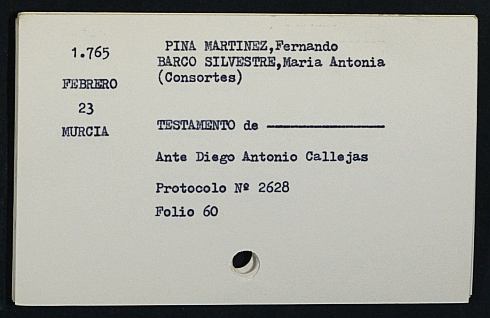 1.765
FEBRERO
23
MURCIA
PINA MARTINEZ,Fernando
BARCO SILVESTRE,Maria Antonia
(Consortes)
TESTAMENTO de ————————
Ante Diego Antonio Callejas
Protocolo Nº 2628
Folio 60